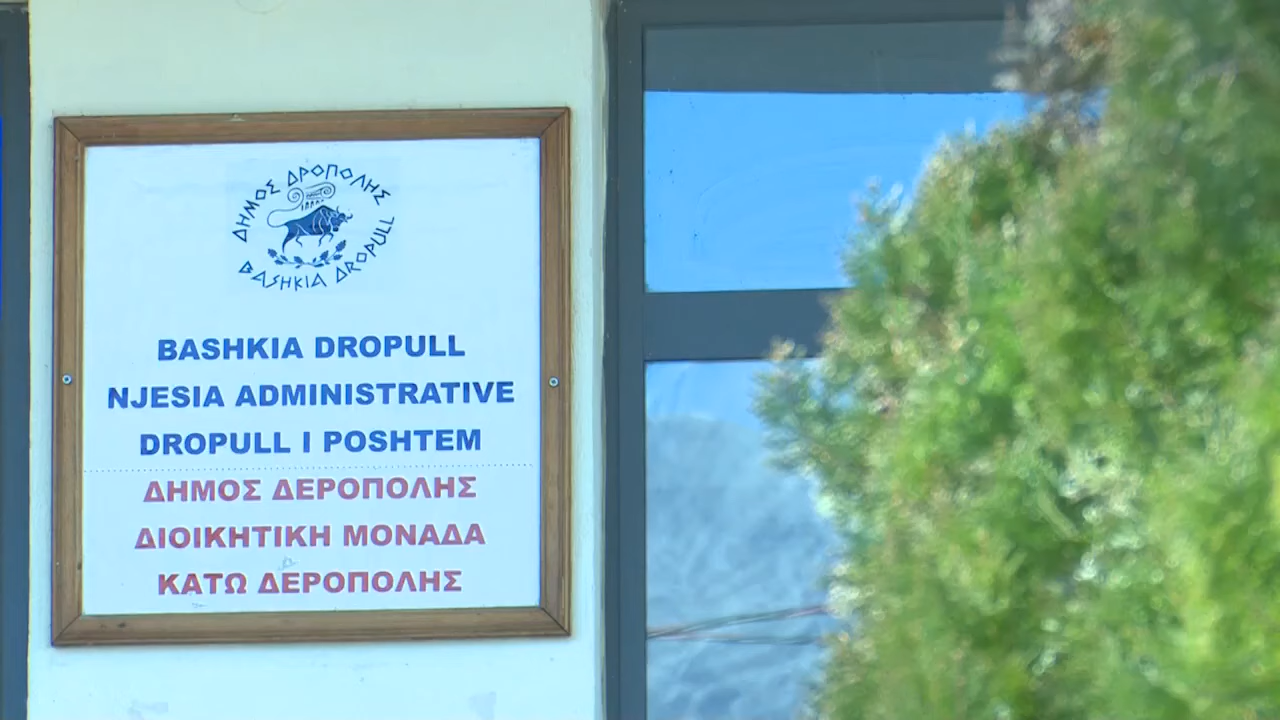 ΔΗΜΟΣ ΔΡΟΠΟΛΗΣ
BASHKIA DROPULL
BASHKIA DROPULL
NJESIA ADMINISTRATIVE
DROPULL I POSHTEM
ΔΗΜΟΣ ΔΕΡΟΠΟΛΗΣ
ΔΙΟΙΚΗΤΙΚΗ ΜΟΝΑΔΑ
ΚΑΤΩ ΔΕΡΟΠΟΛΗΣ